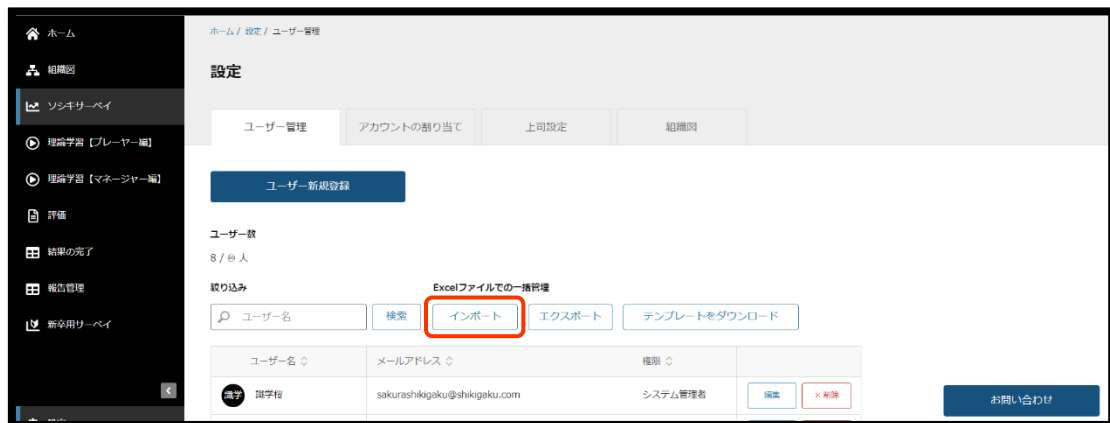 ホーム
組織図
ソシキサーベイ
理論学習【プレーヤー編】
理論学習【マネージャー編】
評価
結果の完了
報告管理
新卒用サーベイ
ホーム / 設定 / ユーザー管理
設定
ユーザー管理 アカウントの割り当て 上司設定 組織図
ユーザー新規登録
ユーザー数
8 / ∞ 人
絞り込み Excelファイルでの一括管理
ユーザー名 検索 インポート エクスポート テンプレートをダウンロード
ユーザー名 メールアドレス 権限
識学 識学桜 sakurashikigaku@shikigaku.com システム管理者 編集 ×削除
お問い合わせ